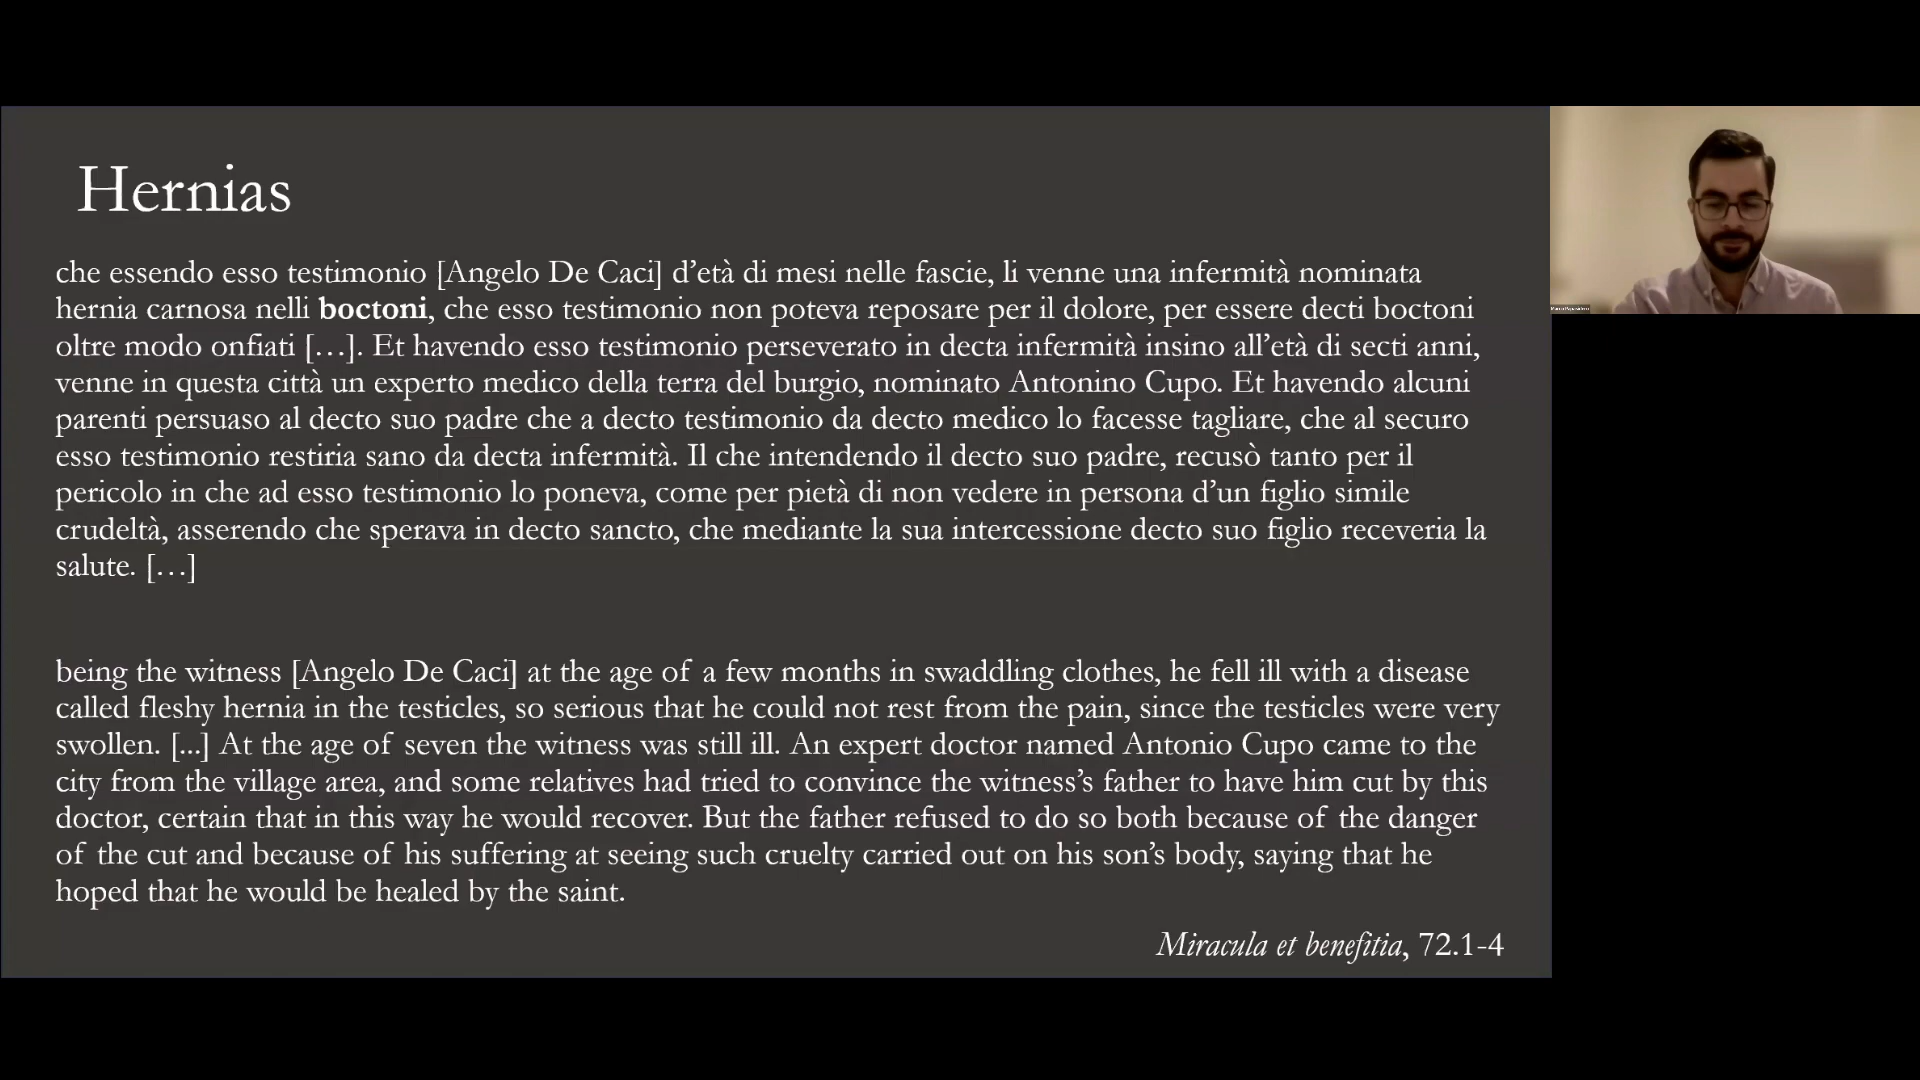 Hernias
che essendo esso testimonio [Angelo De Caci] d’età di mesi nelle fascie, li venne una infermità nominata
hernia carnosa nelli boctoni, che esso testimonio non poteva reposare per il dolore, per essere decti boctoni
oltre modo onfiati […]. Et havendo esso testimonio perseverato in decta infermità insino all’età di secti anni,
venne in questa città un experto medico della terra del burgio, nominato Antonino Cupo. Et havendo alcuni
parenti persuaso al decto suo padre che a decto testimonio da decto medico lo facesse tagliare, che al securo
esso testimonio restiria sano da decta infermità. Il che intendendo il decto suo padre, recusò tanto per il
pericolo in che ad esso testimonio lo poneva, come per pietà di non vedere in persona d’un figlio simile
crudeltà, asserendo che sperava in decto sancto, che mediante la sua intercessione decto suo figlio receveria la
salute. […]
being the witness [Angelo De Caci] at the age of a few months in swaddling clothes, he fell ill with a disease
called fleshy hernia in the testicles, so serious that he could not rest from the pain, since the testicles were very
swollen. [...] At the age of seven the witness was still ill. An expert doctor named Antonio Cupo came to the
city from the village area, and some relatives had tried to convince the witness’s father to have him cut by this
doctor, certain that in this way he would recover. But the father refused to do so both because of the danger
of the cut and because of his suffering at seeing such cruelty carried out on his son’s body, saying that he
hoped that he would be healed by the saint.
Miracula et benefitia, 72.1-4